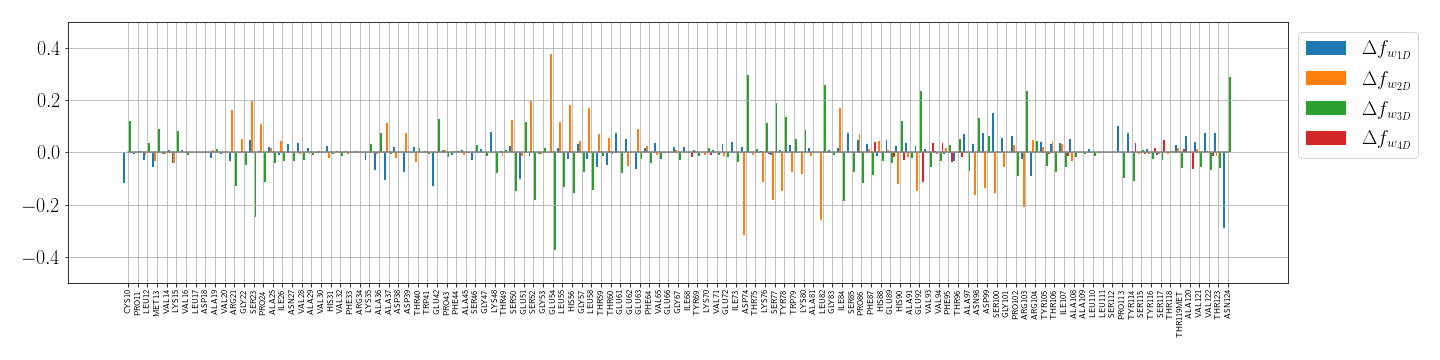 0.4
0.2
0.0
−0.2
−0.4
CYS10 PRO11 LEU12 MET13 VAL14 LYS15 VAL16 LEU17 ASP18 ALA19 VAL20 ARG21 GLY22 SER23 PRO24 ALA25 ILE26 ASN27 VAL28 ALA29 VAL30 HIS31 VAL32 PHE33 ARG34 LYS35 ALA36 ALA37 ASP38 ASP39 THR40 TRP41 GLU42 PRO43 PHE44 ALA45 SER46 GLY47 LYS48 THR49 SER50 GLU51 SER52 GLY53 GLU54 LEU55 HIS56 GLY57 LEU58 THR59 THR60 GLU61 GLU62 GLU63 PHE64 VAL65 GLU66 GLY67 ILE68 TYR69 LYS70 VAL71 GLU72 ILE73 ASP74 THR75 LYS76 SER77 TYR78 TRP79 LYS80 ALA81 LEU82 GLY83 ILE84 SER85 PRO86 PHE87 HIS88 GLU89 HIS90 ALA91 GLU92 VAL93 VAL94 PHE95 THR96 ALA97 ASN98 ASP99 SER100 GLY101 PRO102 ARG103 ARG104 TYR105 THR106 ILE107 ALA108 ALA109 LEU110 LEU111 SER112 PRO113 TYR114 SER115 TYR116 SER117 THR118 THR119MET ALA120 VAL121 VAL122 THR123 ASN124
Δf_{w_{1D}}
Δf_{w_{2D}}
Δf_{w_{3D}}
Δf_{w_{4D}}